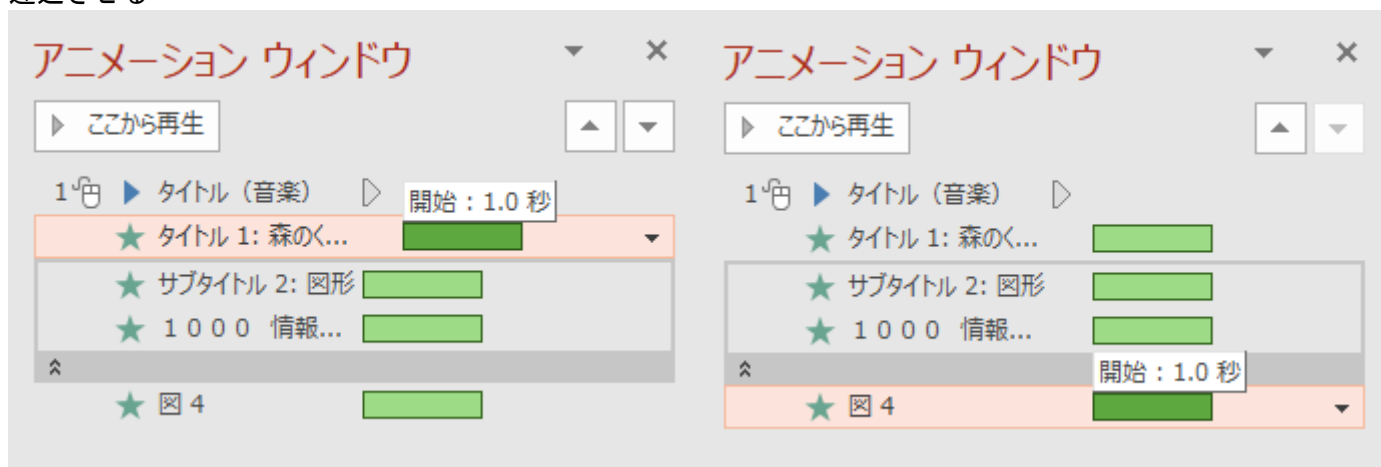 遅延させる
アニメーション ウィンドウ
ここから再生
1 タイトル（音楽）
開始：1.0 秒
タイトル 1: 森のく...
サブタイトル 2: 図形
１０００ 情報...
図 4
アニメーション ウィンドウ
ここから再生
1 タイトル（音楽）
タイトル 1: 森のく...
サブタイトル 2: 図形
１０００ 情報...
開始：1.0 秒
図 4